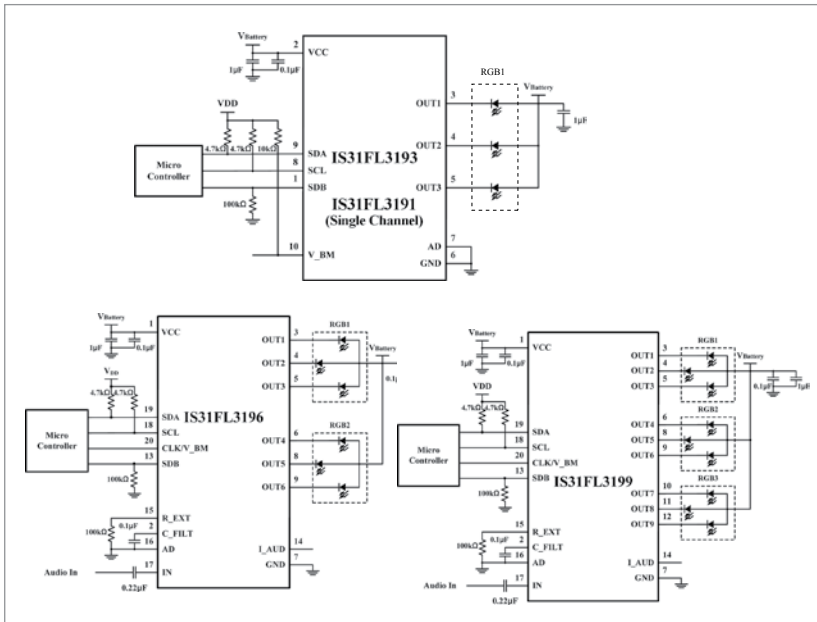 VBattery
2
VCC
1μF
0.1μF
VDD
4.7kΩ
4.7kΩ
10kΩ
Micro
Controller
9
SDA
8
SCL
1
SDB
100kΩ
10
V_BM
IS31FL3193
IS31FL3191
(Single Channel)
RGB1
VBattery
3
OUT1
4
OUT2
5
OUT3
1μF
7
AD
6
GND
VBattery
1
VCC
1μF
0.1μF
VDD
4.7kΩ
4.7kΩ
IS31FL3196
Micro
Controller
19
SDA
18
SCL
20
CLK/V_BM
13
SDB
100kΩ
15
R_EXT
0.1μF
2
C_FILT
100kΩ
16
AD
Audio In
17
IN
0.22μF
RGB1
3
OUT1
VBattery
4
OUT2
5
OUT3
0.1μ
RGB2
6
OUT4
8
OUT5
9
OUT6
14
I_AUD
7
GND
VBattery
1
VCC
1μF
0.1μF
VDD
4.7kΩ
4.7kΩ
Micro
Controller
19
SDA
18
SCL
20
CLK/V_BM
13
SDB
100kΩ
IS31FL3199
15
R_EXT
0.1μF
2
C_FILT
100kΩ
16
AD
Audio In
17
IN
0.22μF
RGB1
3
OUT1
VBattery
4
OUT2
5
OUT3
0.1μF
1μF
RGB2
6
OUT4
8
OUT5
9
OUT6
RGB3
10
OUT7
11
OUT8
12
OUT9
14
I_AUD
7
GND